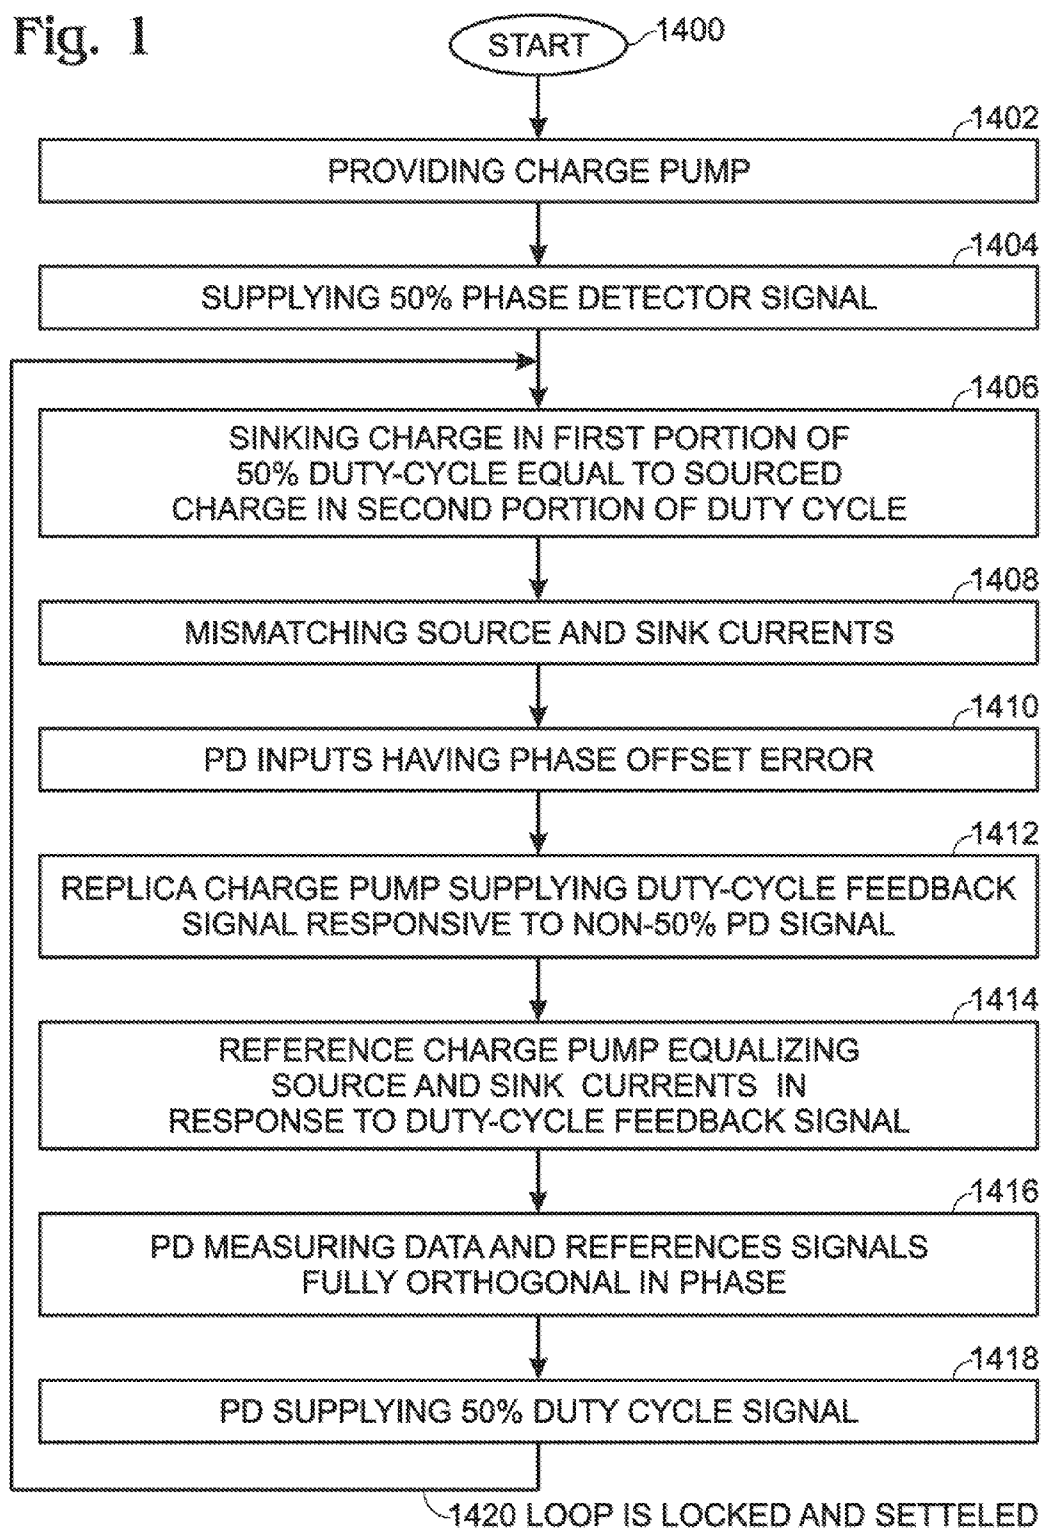 Fig. 1
START
1400
1402
PROVIDING CHARGE PUMP
1404
SUPPLYING 50% PHASE DETECTOR SIGNAL
1406
SINKING CHARGE IN FIRST PORTION OF
50% DUTY-CYCLE EQUAL TO SOURCED
CHARGE IN SECOND PORTION OF DUTY CYCLE
1408
MISMATCHING SOURCE AND SINK CURRENTS
1410
PD INPUTS HAVING PHASE OFFSET ERROR
1412
REPLICA CHARGE PUMP SUPPLYING DUTY-CYCLE FEEDBACK
SIGNAL RESPONSIVE TO NON-50% PD SIGNAL
1414
REFERENCE CHARGE PUMP EQUALIZING
SOURCE AND SINK CURRENTS IN
RESPONSE TO DUTY-CYCLE FEEDBACK SIGNAL
1416
PD MEASURING DATA AND REFERENCES SIGNALS
FULLY ORTHOGONAL IN PHASE
1418
PD SUPPLYING 50% DUTY CYCLE SIGNAL
1420 LOOP IS LOCKED AND SETTELED